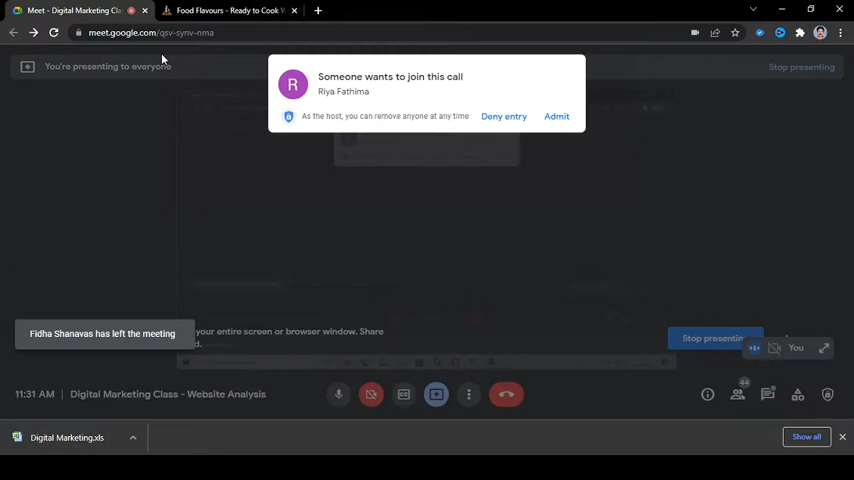 Meet - Digital Marketing Cla
Food Flavours - Ready to Cook
meet.google.com/qsv-synv-nma
You're presenting to everyone
Stop presenting
Someone wants to join this call
R
Riya Fathima
As the host, you can remove anyone at any time
Deny entry
Admit
Fidha Shanavas has left the meeting
your entire screen or browser window. Share
d.
Stop presenting
You
11:31 AM | Digital Marketing Class - Website Analysis
44
Digital Marketing.xls
Show all